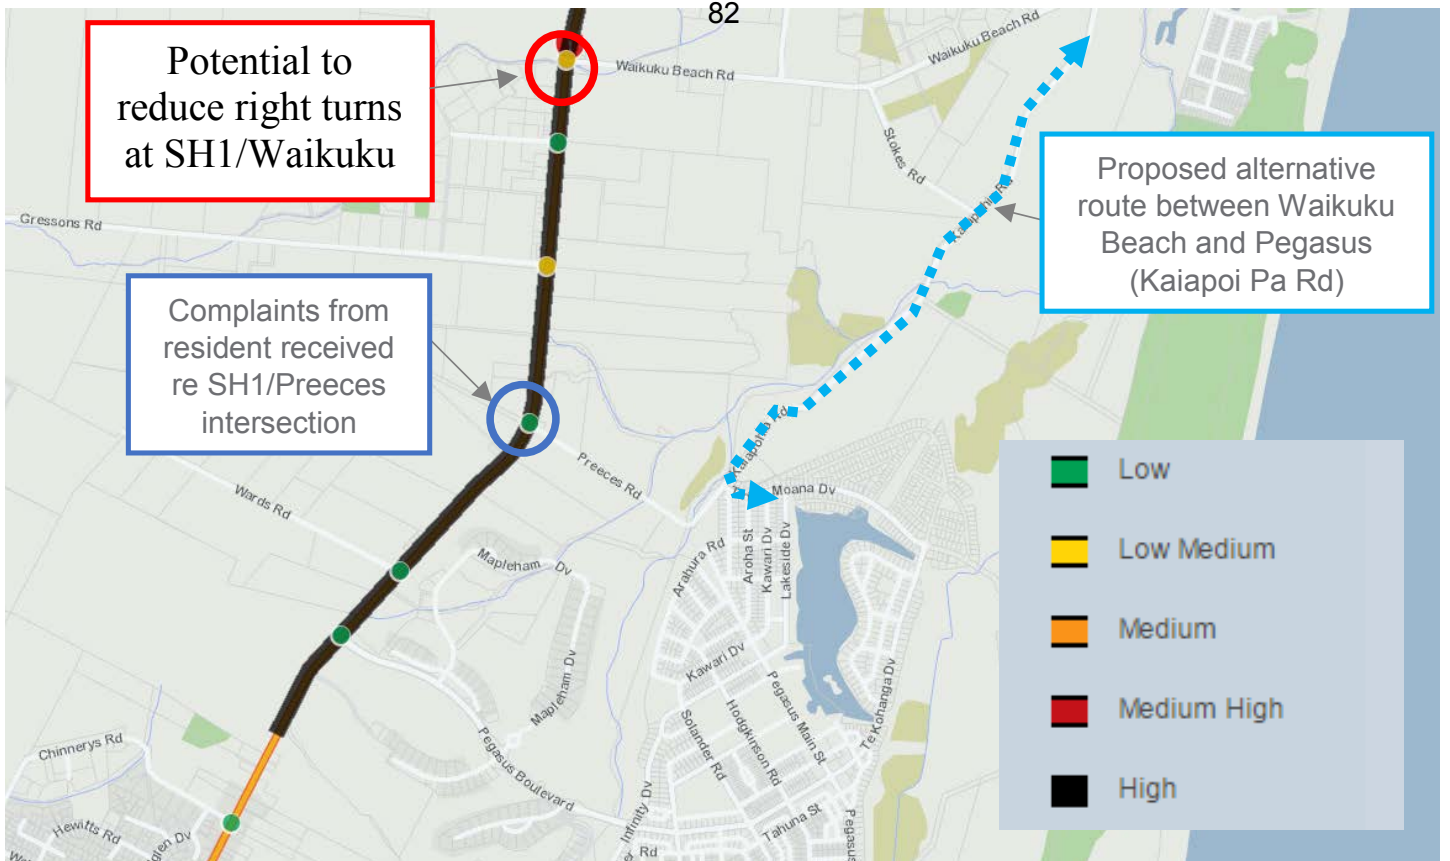 82
Potential to
reduce right turns
at SH1/Waikuku
Waikuku Beach Rd
Waikuku Beach Rd
Stokes Rd
Proposed alternative
route between Waikuku
Beach and Pegasus
(Kaiapoi Pa Rd)
Gressons Rd
Complaints from
resident received
re SH1/Preeces
intersection
Preeces Rd
Wards Rd
Mapleham Dv
Mapleham Dv
Moana Dv
Arahura Rd
Aroha St
Kawari Dv
Lakeside Dv
Kawari Dv
Pegasus Main St
Te Kohanga Dv
Solander Rd
Hodgkinson Rd
Pegasus Boulevard
Infinity Dv
Tahuna St
Pegasus
Rd
Chinnerys Rd
Hewitts Rd
Dv
Low
Low Medium
Medium
Medium High
High